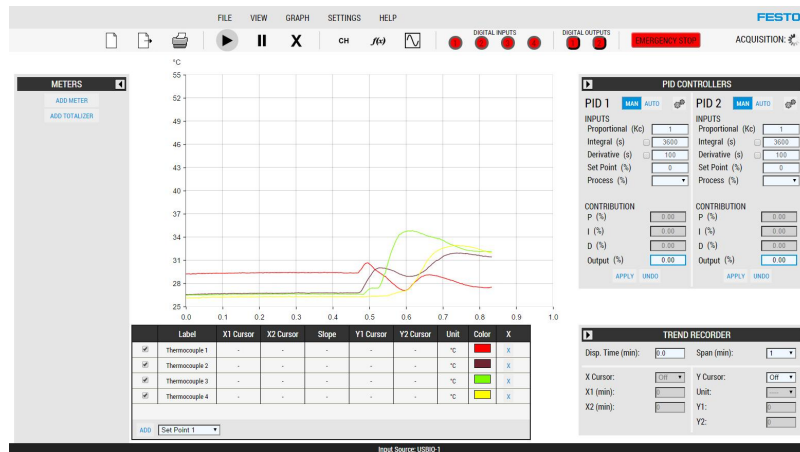 FILE VIEW GRAPH SETTINGS HELP FESTO
X CH f(x) DIGITAL INPUTS 1 2 3 4 DIGITAL OUTPUTS 1 2 EMERGENCY STOP ACQUISITION:
METERS
ADD METER
ADD TOTALIZER
°C
55
52
49
46
43
40
37
34
31
28
25
0.0 0.1 0.2 0.3 0.4 0.5 0.6 0.7 0.8 0.9 1.0
Label X1 Cursor X2 Cursor Slope Y1 Cursor Y2 Cursor Unit Color X
Thermocouple 1 - - - - - °C X
Thermocouple 2 - - - - - °C X
Thermocouple 3 - - - - - °C X
Thermocouple 4 - - - - - °C X
ADD Set Point 1
PID CONTROLLERS
PID 1 MAN AUTO PID 2 MAN AUTO
INPUTS INPUTS
Proportional (Kc) 1 Proportional (Kc) 1
Integral (s) 3600 Integral (s) 3600
Derivative (s) 100 Derivative (s) 100
Set Point (%) 0 Set Point (%) 0
Process (%) Process (%)
CONTRIBUTION CONTRIBUTION
P (%) 0.00 P (%) 0.00
I (%) 0.00 I (%) 0.00
D (%) 0.00 D (%) 0.00
Output (%) 0.00 Output (%) 0.00
APPLY UNDO APPLY UNDO
TREND RECORDER
Disp. Time (min): 0.0 Span (min): 1
X Cursor: Off Y Cursor: Off
X1 (min): 0 Unit: ---
X2 (min): 0 Y1: 0
Y2: 0
Input Source: USBIO-1